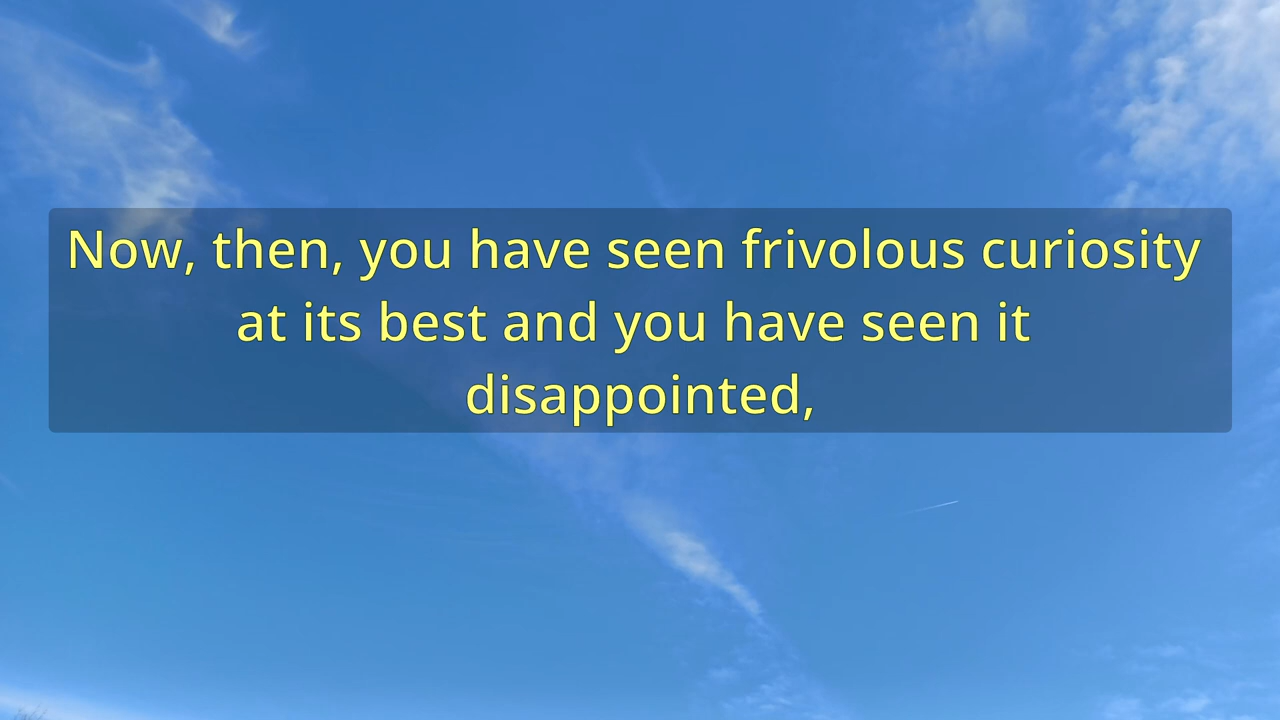 Now, then, you have seen frivolous curiosity
at its best and you have seen it
disappointed,